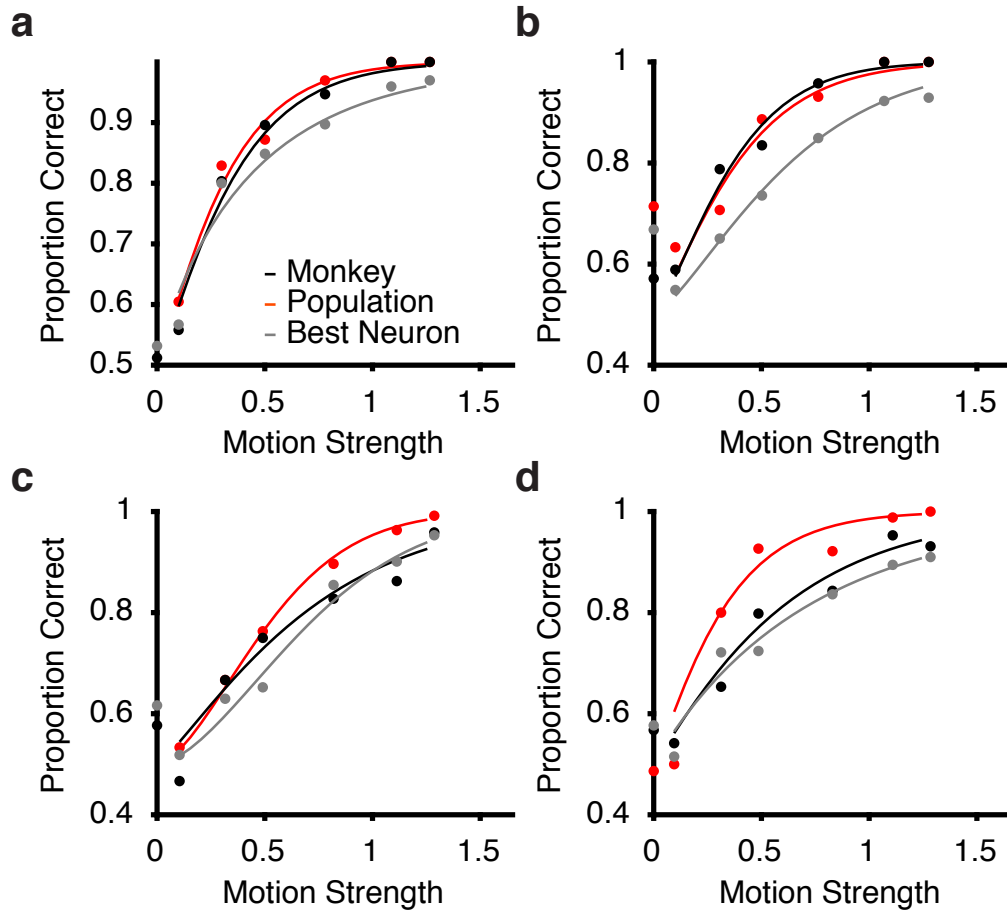 a
Proportion Correct
0.9
0.8
0.7
0.6
0.5
Monkey
Population
Best Neuron
0 0.5 1 1.5
Motion Strength
b
Proportion Correct
1
0.8
0.6
0.4
0 0.5 1 1.5
Motion Strength
c
Proportion Correct
1
0.8
0.6
0.4
0 0.5 1 1.5
Motion Strength
d
Proportion Correct
1
0.8
0.6
0.4
0 0.5 1 1.5
Motion Strength